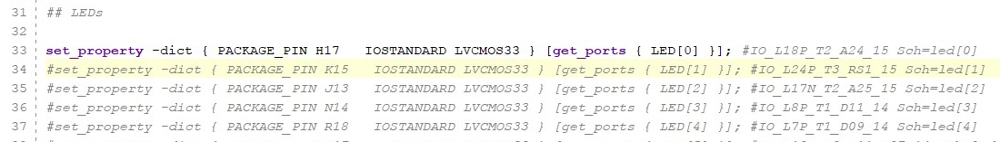 31 ## LEDs
32
33 set_property -dict { PACKAGE_PIN H17   IOSTANDARD LVCMOS33 } [get_ports { LED[0] }]; #IO_L18P_T2_A24_15 Sch=led[0]
34 #set_property -dict { PACKAGE_PIN K15   IOSTANDARD LVCMOS33 } [get_ports { LED[1] }]; #IO_L24P_T3_RS1_15 Sch=led[1]
35 #set_property -dict { PACKAGE_PIN J13   IOSTANDARD LVCMOS33 } [get_ports { LED[2] }]; #IO_L17N_T2_A25_15 Sch=led[2]
36 #set_property -dict { PACKAGE_PIN N14   IOSTANDARD LVCMOS33 } [get_ports { LED[3] }]; #IO_L8P_T1_D11_14 Sch=led[3]
37 #set_property -dict { PACKAGE_PIN R18   IOSTANDARD LVCMOS33 } [get_ports { LED[4] }]; #IO_L7P_T1_D09_14 Sch=led[4]